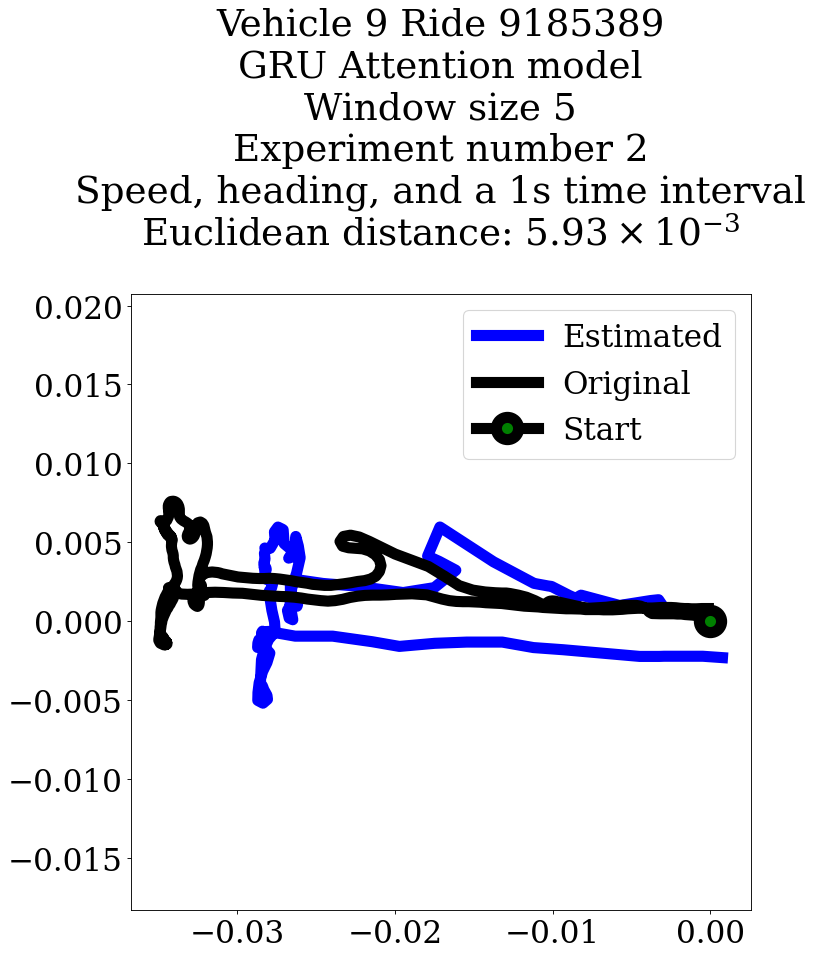 Vehicle 9 Ride 9185389
GRU Attention model
Window size 5
Experiment number 2
Speed, heading, and a 1s time interval
Euclidean distance: 5.93 × 10⁻³
Estimated
Original
Start
0.020
0.015
0.010
0.005
0.000
−0.005
−0.010
−0.015
−0.03 −0.02 −0.01 0.00